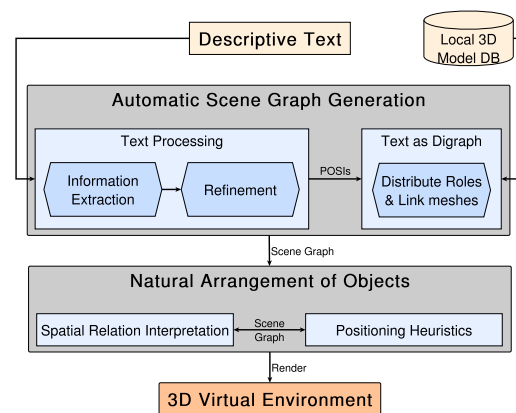 Descriptive Text
Local 3D
Model DB
Automatic Scene Graph Generation
Text Processing
Text as Digraph
Information
Extraction
Refinement
POSIs
Distribute Roles
& Link meshes
Scene Graph
Natural Arrangement of Objects
Spatial Relation Interpretation
Scene
Graph
Positioning Heuristics
Render
3D Virtual Environment